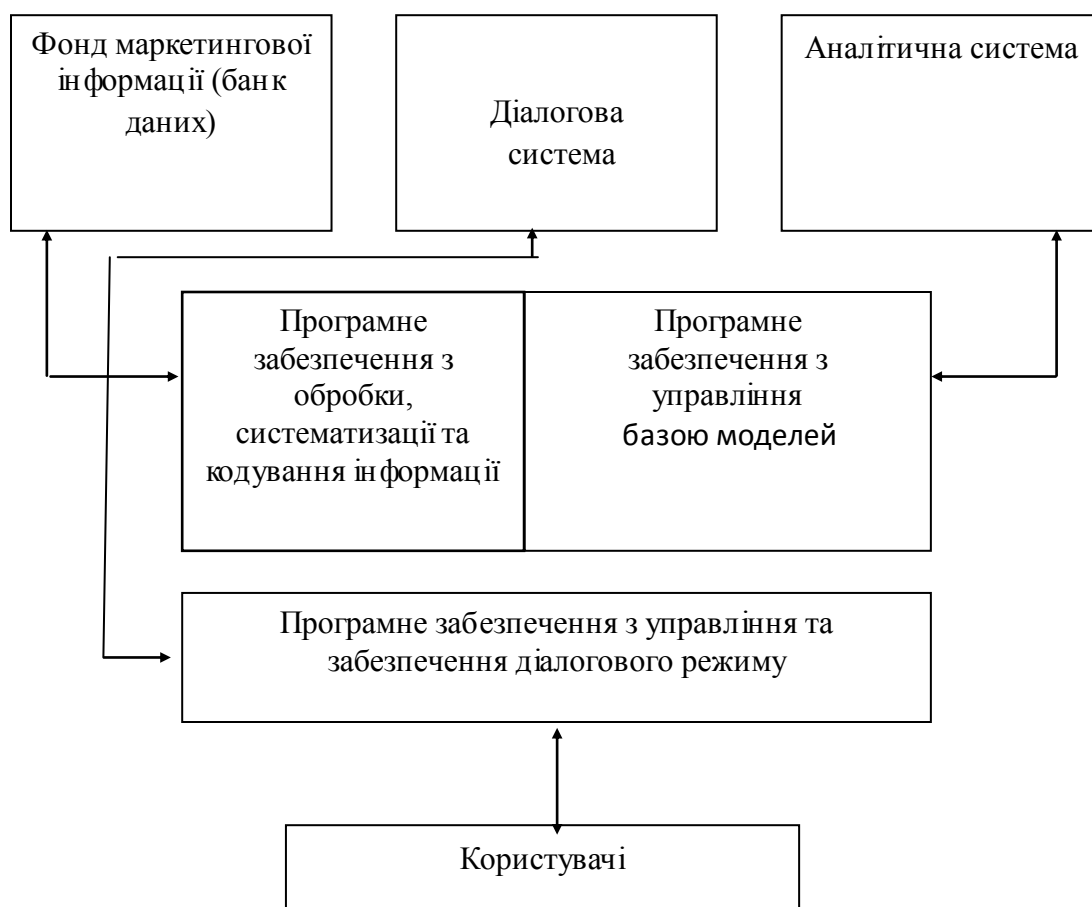 Фонд маркетингової
інформації (банк
даних)
Діалогова
система
Аналітична система
Програмне
забезпечення з
обробки,
систематизації та
кодування інформації
Програмне
забезпечення з
управління
базою моделей
Програмне забезпечення з управління та
забезпечення діалогового режиму
Користувачі